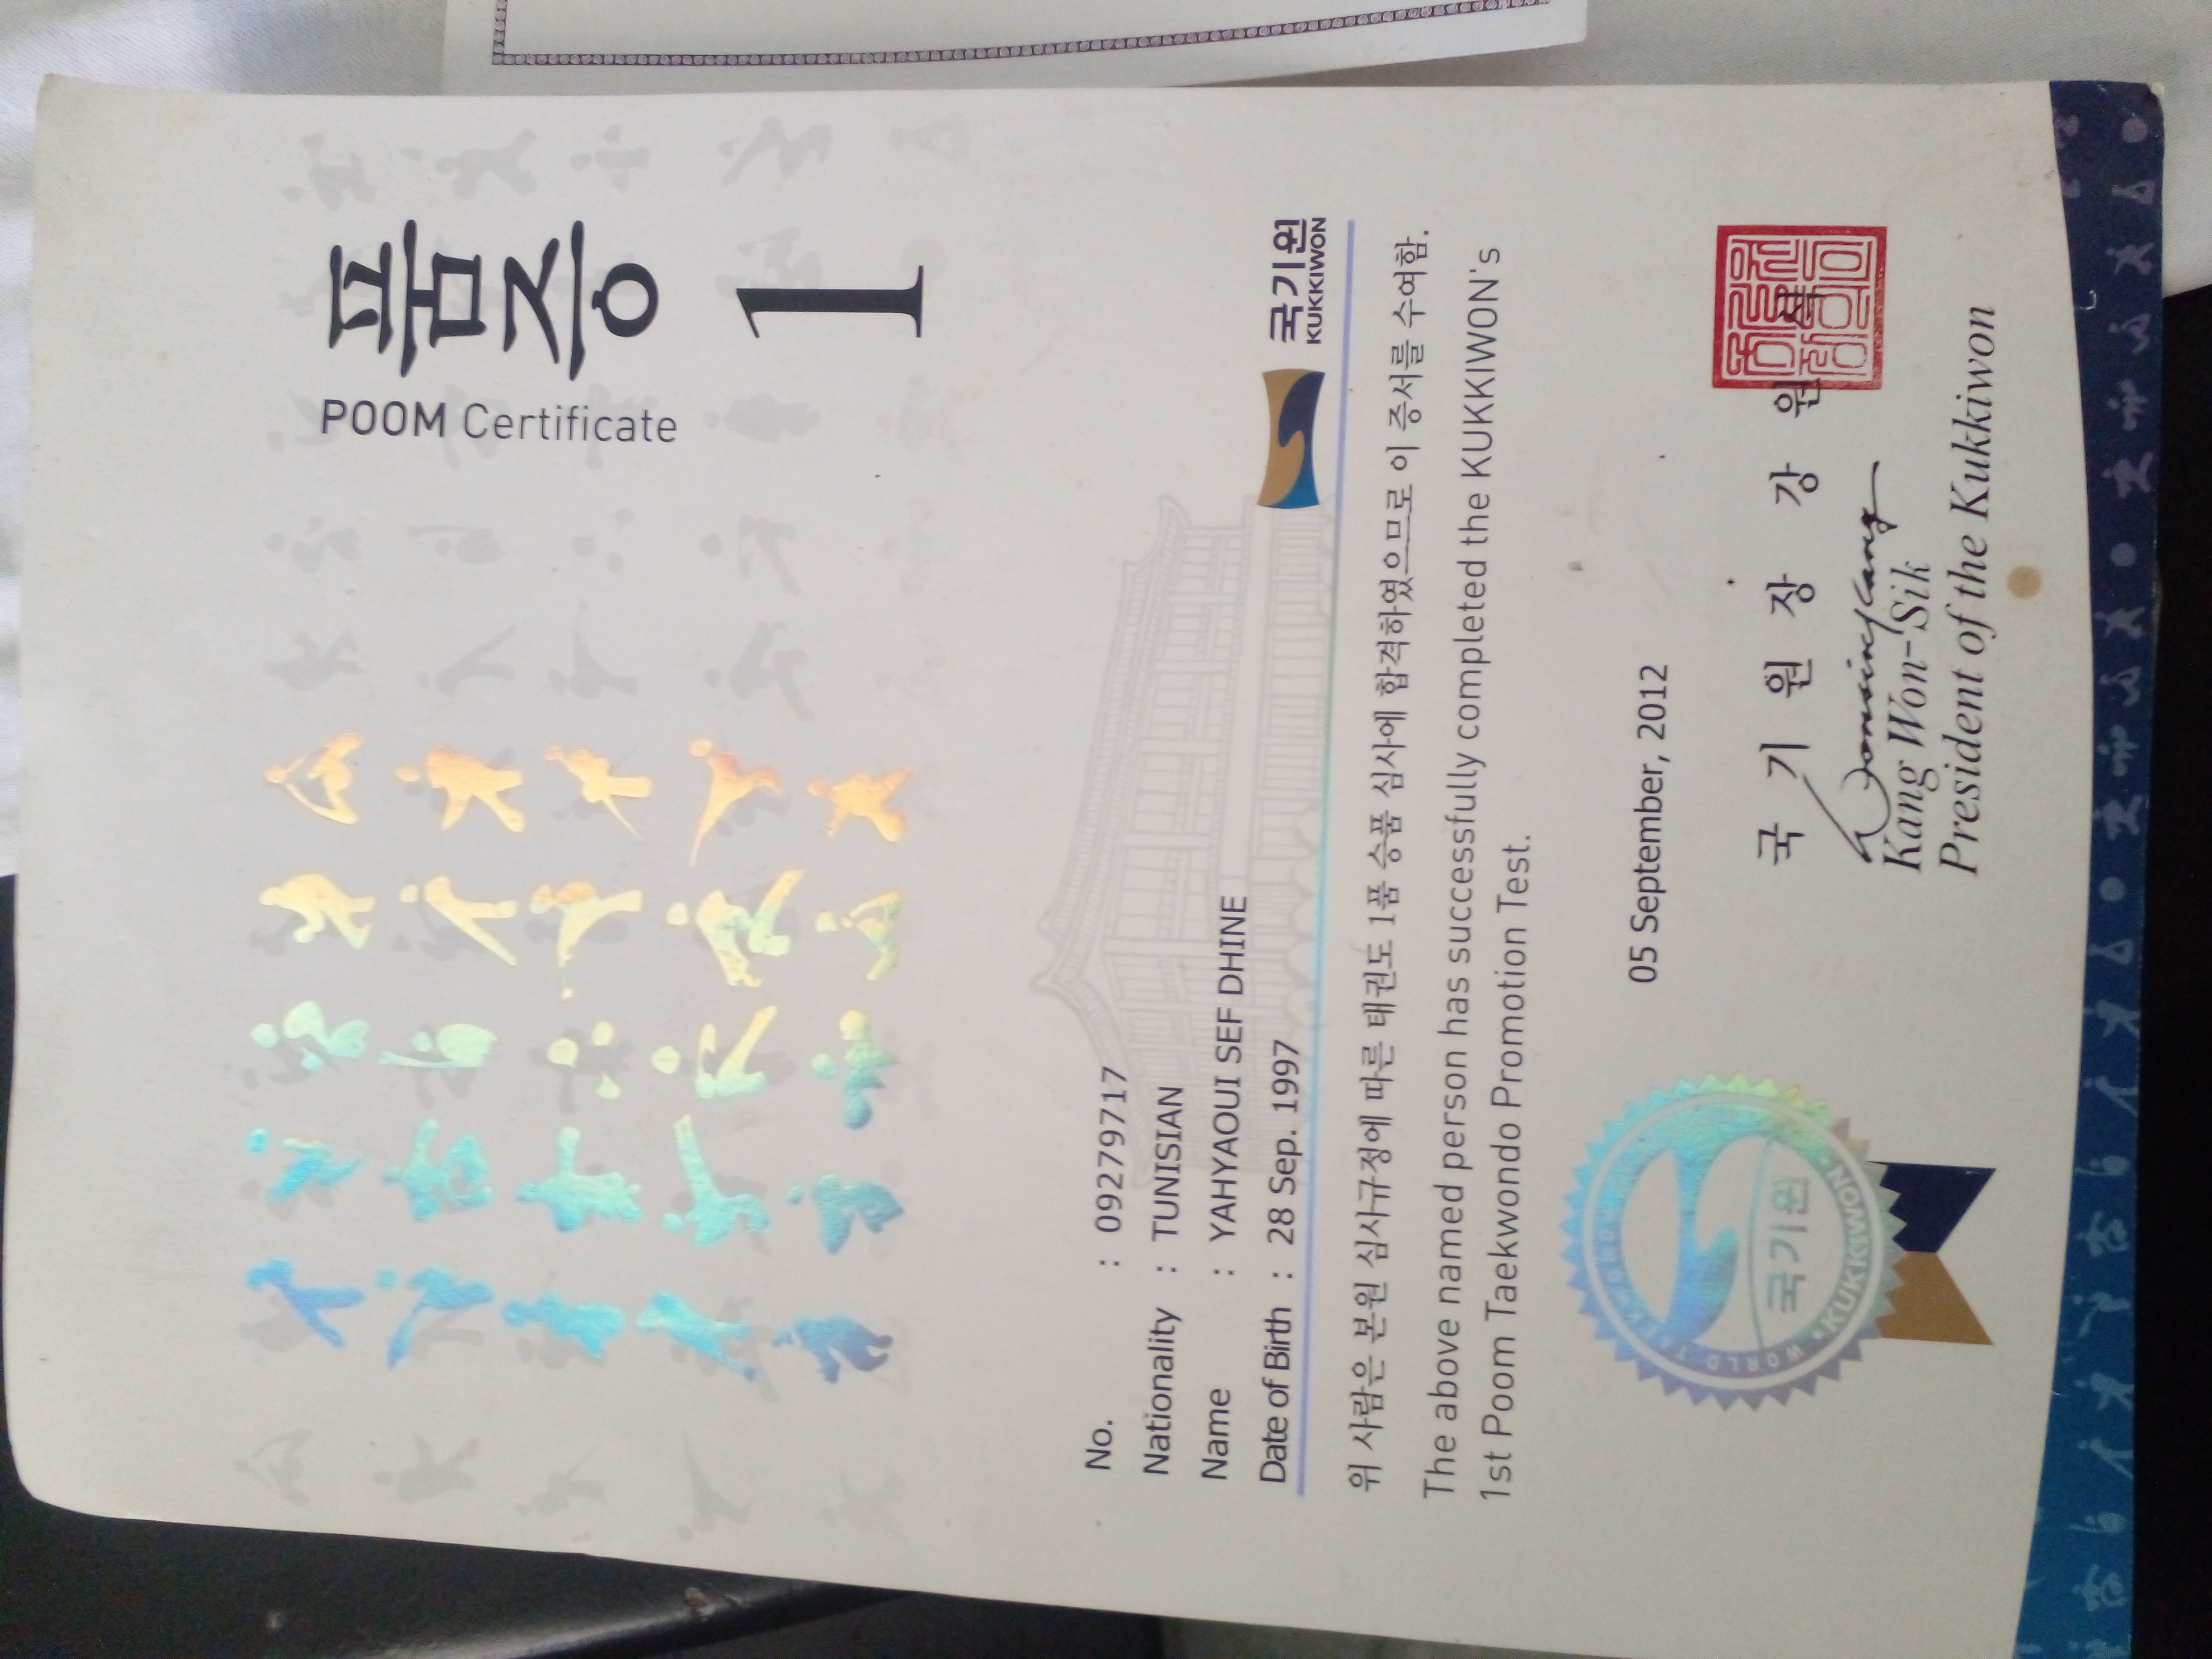 품증
POOM Certificate
1
No. : 09279717
Nationality : TUNISIAN
Name : YAHYAOUI SEF DHINE
Date of Birth : 28 Sep. 1997
국기원
KUKKIWON
위 사람은 본원 심사규정에 따른 태권도 1품 승품 심사에 합격하였으므로 이 증서를 수여함.
The above named person has successfully completed the KUKKIWON's
1st Poom Taekwondo Promotion Test.
05 September, 2012
국 기 원 장 강 원 식
Kang Won-Sik
President of the Kukkiwon
국기원
•KUKKIWON•